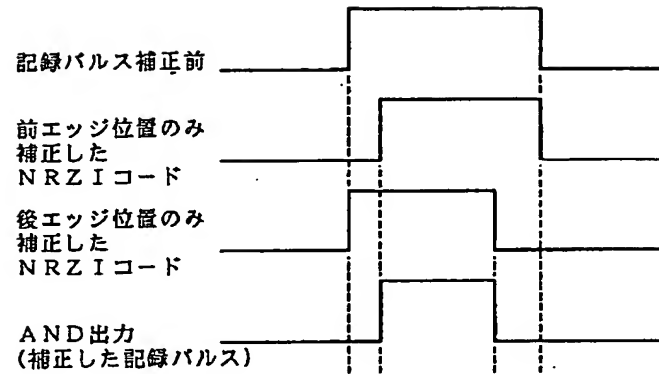 記録パルス補正前
前エッジ位置のみ
補正した
NRZIコード
後エッジ位置のみ
補正した
NRZIコード
AND出力
(補正した記録パルス)